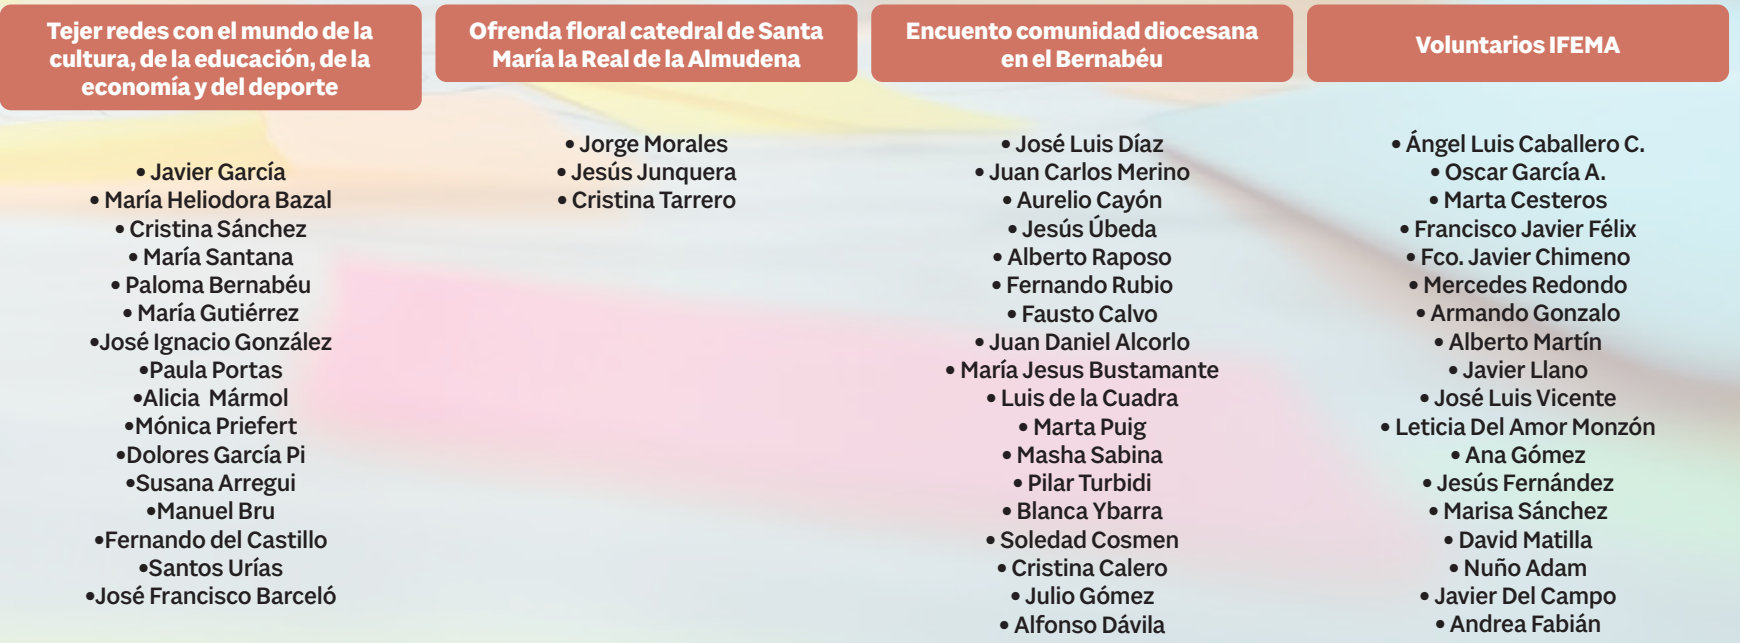 Tejer redes con el mundo de la
cultura, de la educación, de la
economía y del deporte
• Javier García
• María Heliodora Bazal
• Cristina Sánchez
• María Santana
• Paloma Bernabéu
• María Gutiérrez
•José Ignacio González
•Paula Portas
•Alicia  Mármol
•Mónica Priefert
•Dolores García Pi
•Susana Arregui
•Manuel Bru
•Fernando del Castillo
•Santos Urías
•José Francisco Barceló
Ofrenda floral catedral de Santa
María la Real de la Almudena
• Jorge Morales
• Jesús Junquera
• Cristina Tarrero
Encuento comunidad diocesana
en el Bernabéu
• José Luis Díaz
• Juan Carlos Merino
• Aurelio Cayón
• Jesús Úbeda
• Alberto Raposo
• Fernando Rubio
• Fausto Calvo
• Juan Daniel Alcorlo
• María Jesus Bustamante
• Luis de la Cuadra
• Marta Puig
• Masha Sabina
• Pilar Turbidi
• Blanca Ybarra
• Soledad Cosmen
• Cristina Calero
• Julio Gómez
• Alfonso Dávila
Voluntarios IFEMA
• Ángel Luis Caballero C.
• Oscar García A.
• Marta Cesteros
• Francisco Javier Félix
• Fco. Javier Chimeno
• Mercedes Redondo
• Armando Gonzalo
• Alberto Martín
• Javier Llano
• José Luis Vicente
• Leticia Del Amor Monzón
• Ana Gómez
• Jesús Fernández
• Marisa Sánchez
• David Matilla
• Nuño Adam
• Javier Del Campo
• Andrea Fabián